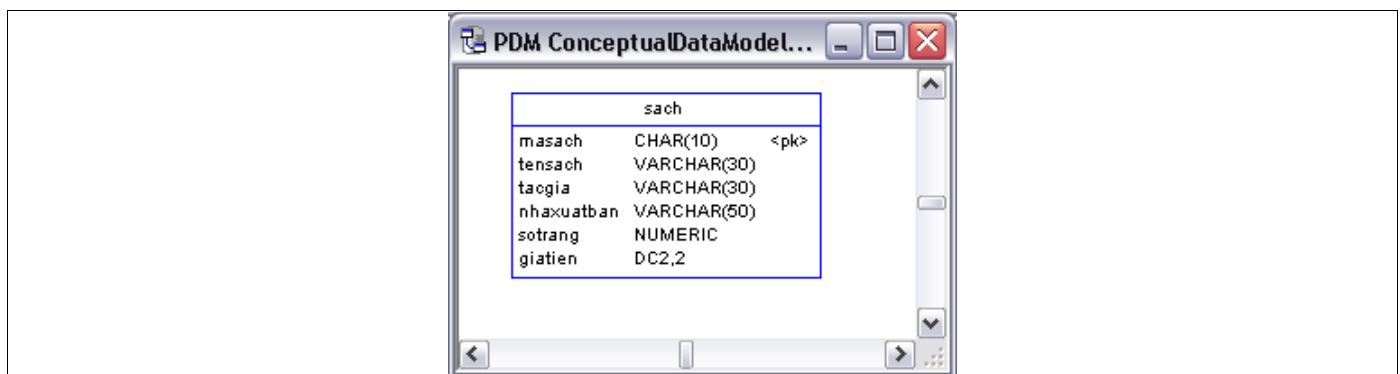 PDM ConceptualDataModel...
sach
masach CHAR(10) <pk>
tensach VARCHAR(30)
tacgia VARCHAR(30)
nhaxuatban VARCHAR(50)
sotrang NUMERIC
giatien DC2,2